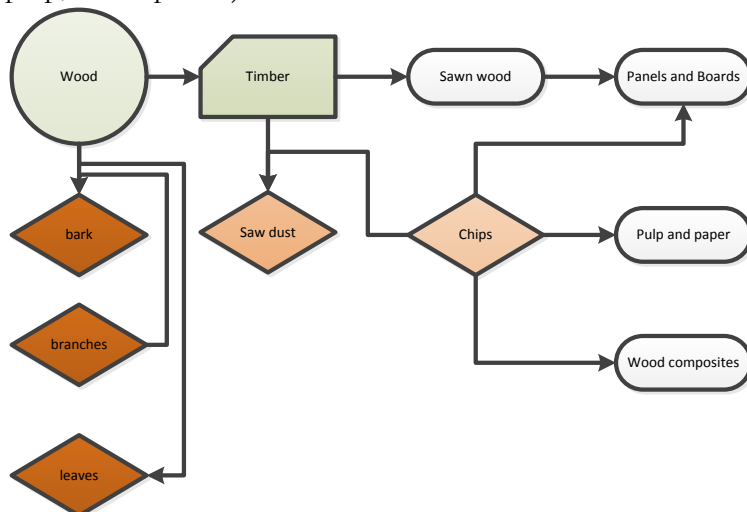 Wood
Timber
Sawn wood
Panels and Boards
bark
Saw dust
Chips
Pulp and paper
branches
Wood composites
leaves